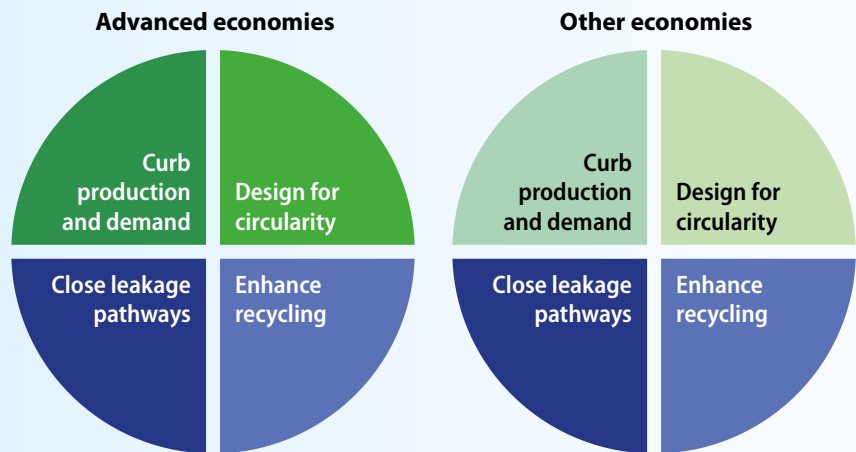 Advanced economies
Curb
production
and demand
Design for
circularity
Close leakage
pathways
Enhance
recycling
Other economies
Curb
production
and demand
Design for
circularity
Close leakage
pathways
Enhance
recycling